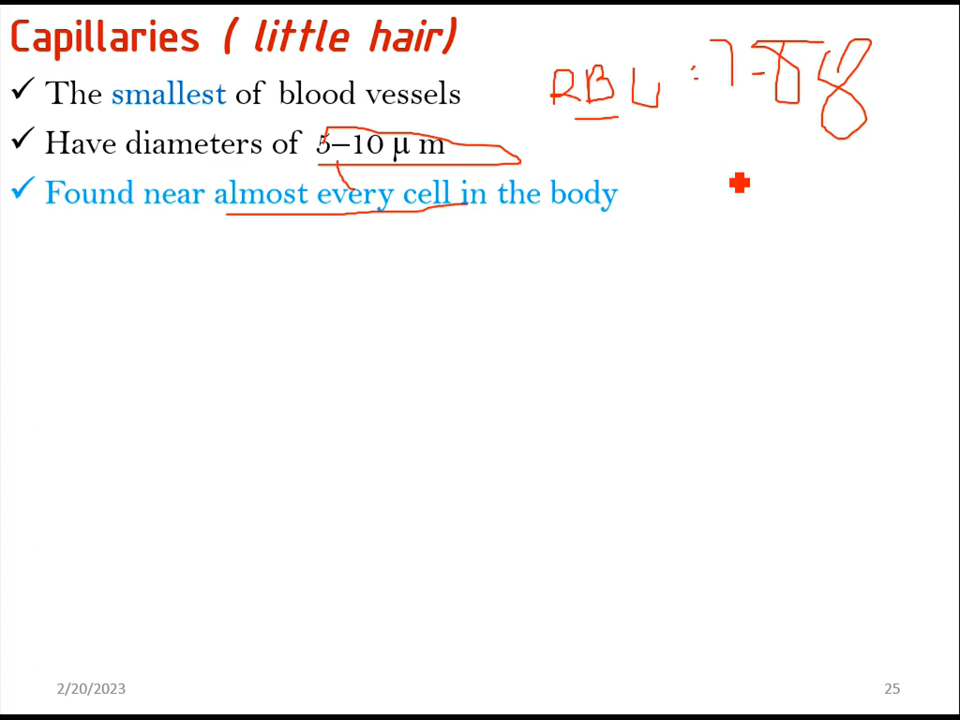 Capillaries ( little hair)
RBC : 7-8
✓ The smallest of blood vessels
✓ Have diameters of 5–10 µ m
✓ Found near almost every cell in the body
2/20/2023
25